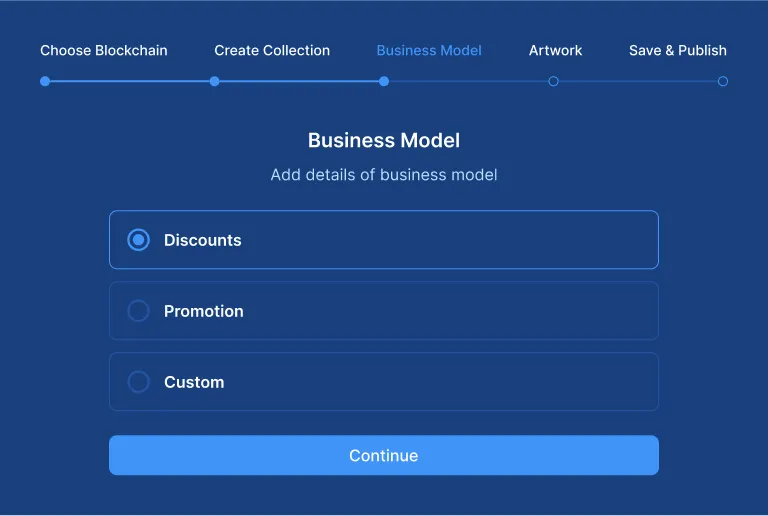 Choose Blockchain Create Collection Business Model Artwork Save & Publish
Business Model
Add details of business model
Discounts
Promotion
Custom
Continue